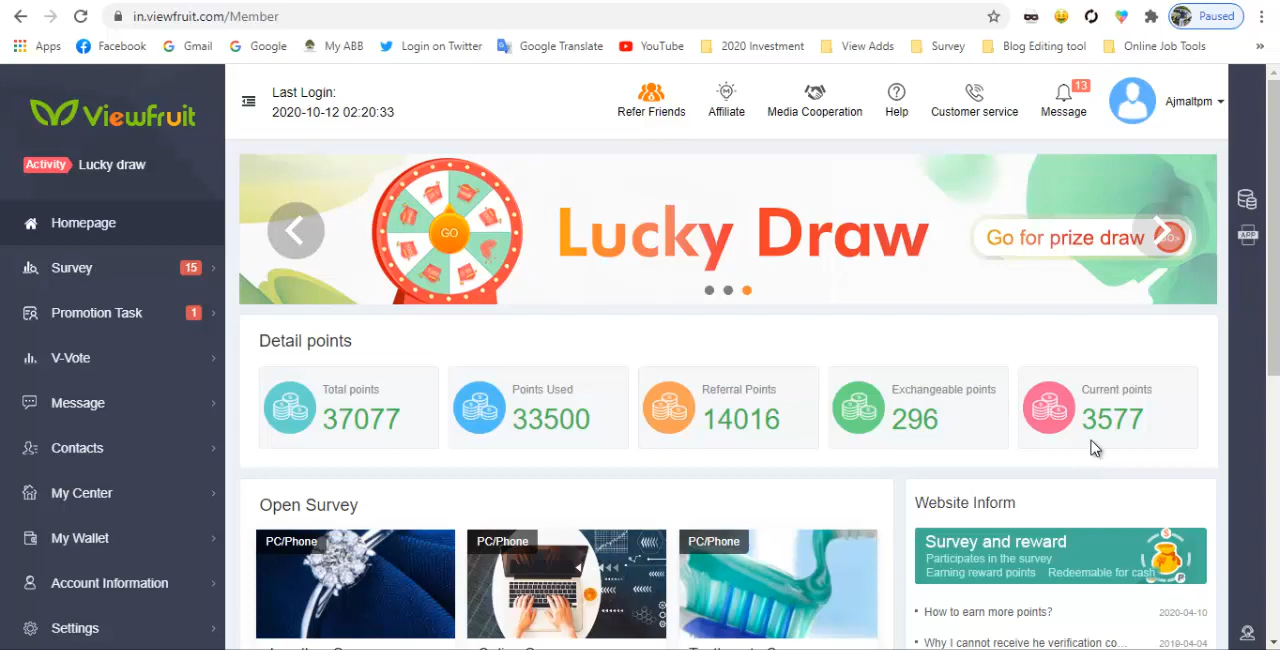 in.viewfruit.com/Member
Paused
Apps Facebook Gmail Google My ABB Login on Twitter Google Translate YouTube 2020 Investment View Adds Survey Blog Editing tool Online Job Tools »
Viewfruit
Activity Lucky draw
Homepage
Survey 15
Promotion Task 1
V-Vote
Message
Contacts
My Center
My Wallet
Account Information
Settings
Last Login:
2020-10-12 02:20:33
Refer Friends
Affiliate
Media Cooperation
Help
Customer service
13
Message
Ajmaltpm
GO
Lucky Draw
Go for prize draw
APP
Detail points
Total points
37077
Points Used
33500
Referral Points
14016
Exchangeable points
296
Current points
3577
Open Survey
PC/Phone
PC/Phone
PC/Phone
Website Inform
Survey and reward
Participates in the survey
Earning reward points Redeemable for cash
How to earn more points? 2020-04-10
Why I cannot receive he verification co... 2019-04-04